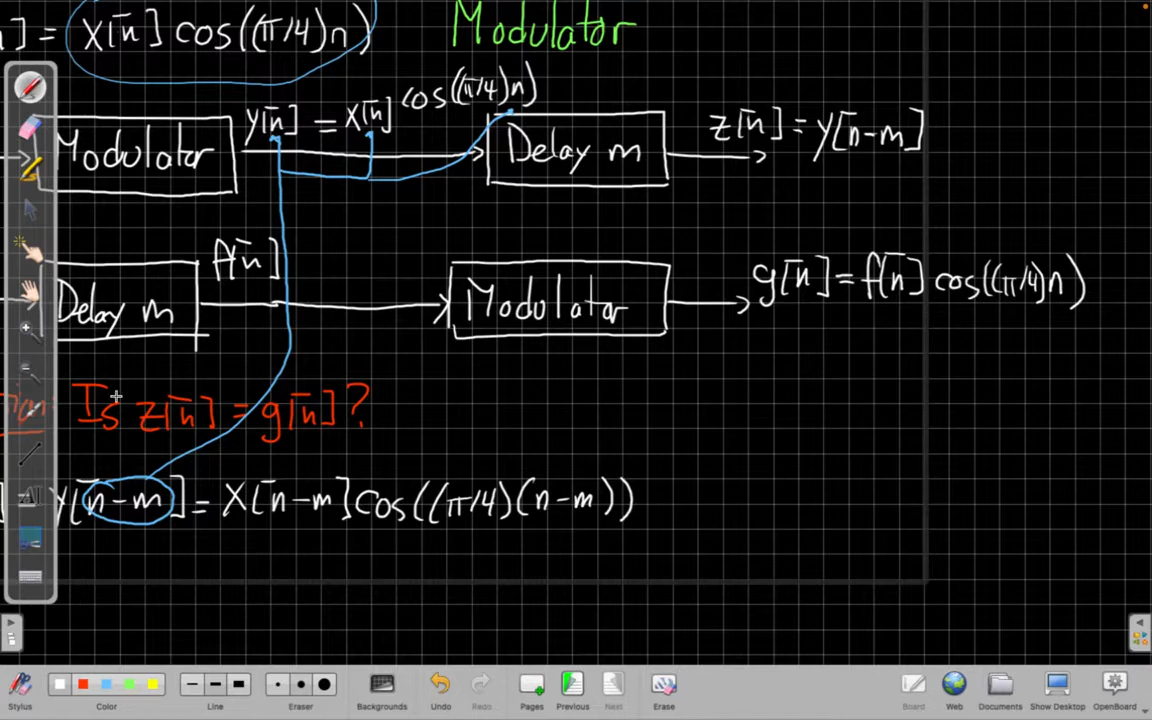 n] = X[n] cos((π/4)n)
Modulator
Modulator
Y[n] = X[n] cos((π/4)n)
Delay m
z[n] = Y[n-m]
Delay m
f[n]
Modulator
g[n] = f[n] cos((π/4)n)
Is z[n] = g[n]?
] Y[n-m] = X[n-m] cos((π/4)(n-m))
Stylus
Color
Line
Eraser
Backgrounds
Undo
Redo
Pages
Previous
Next
Erase
Board
Web
Documents
Show Desktop
OpenBoard